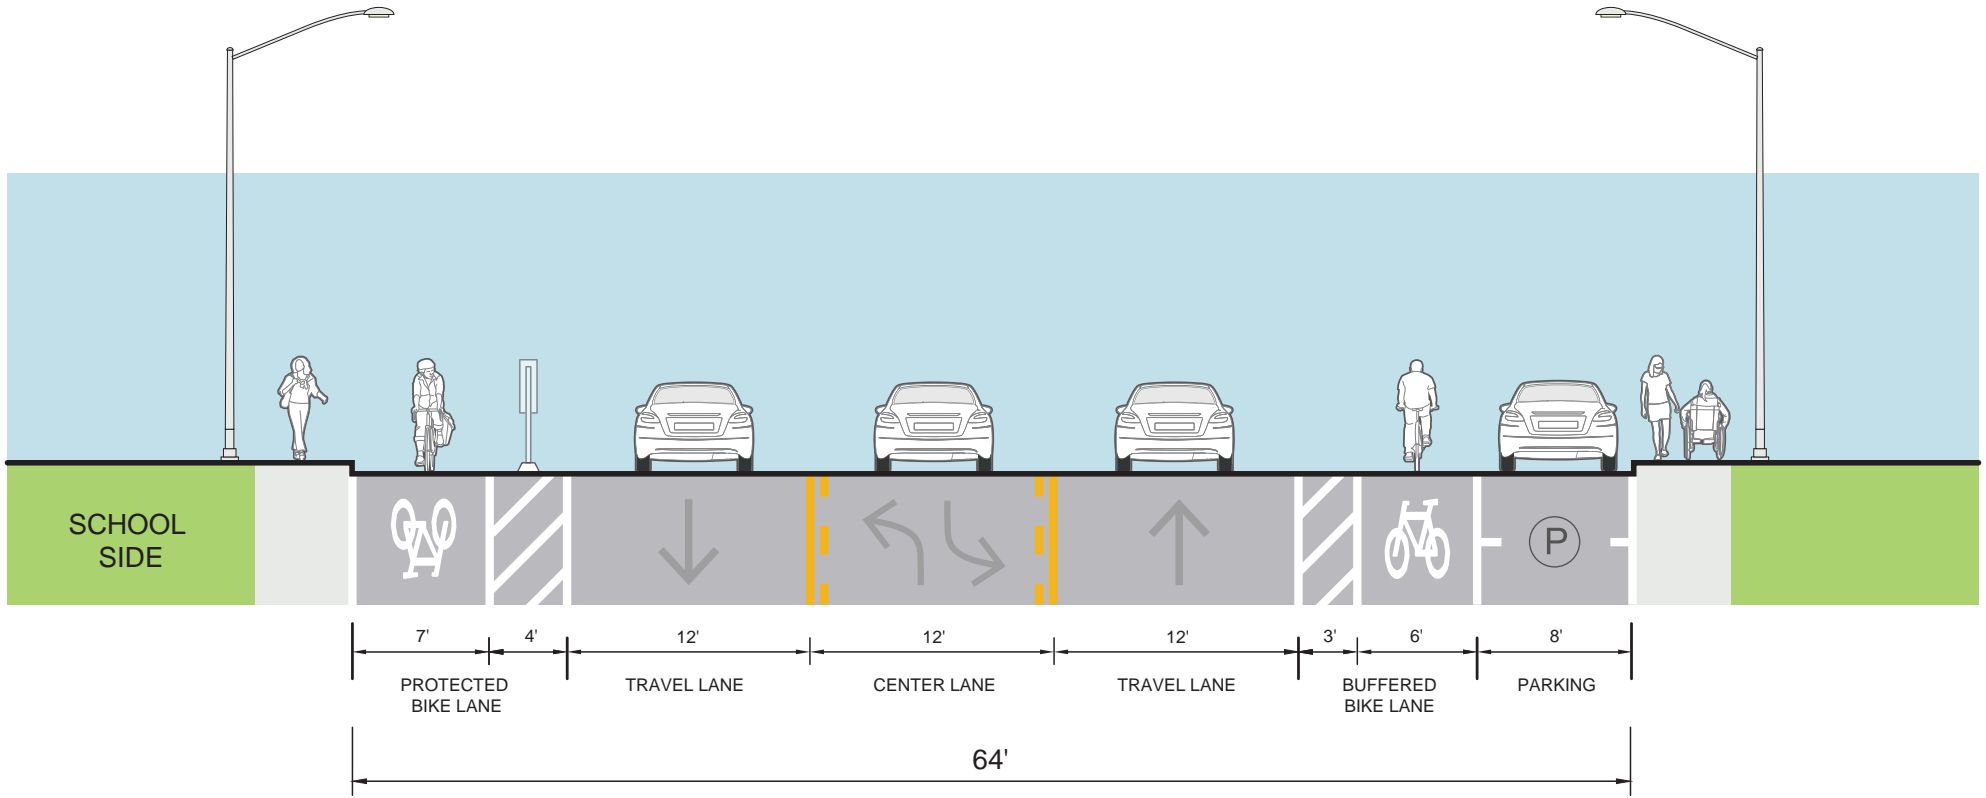 SCHOOL
SIDE
P
7'
4'
12'
12'
12'
3'
6'
8'
PROTECTED
BIKE LANE
TRAVEL LANE
CENTER LANE
TRAVEL LANE
BUFFERED
BIKE LANE
PARKING
64'